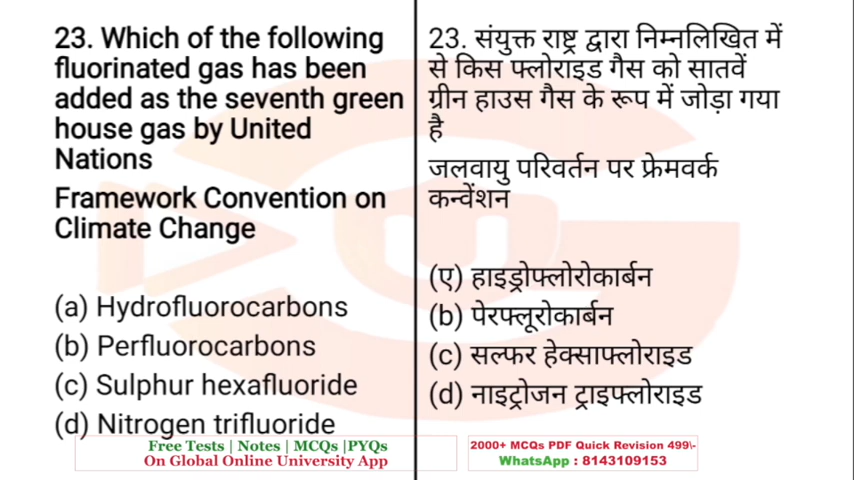 23. Which of the following
fluorinated gas has been
added as the seventh green
house gas by United
Nations
Framework Convention on
Climate Change
(a) Hydrofluorocarbons
(b) Perfluorocarbons
(c) Sulphur hexafluoride
(d) Nitrogen trifluoride
23. संयुक्त राष्ट्र द्वारा निम्नलिखित में
से किस फ्लोराइड गैस को सातवें
ग्रीन हाउस गैस के रूप में जोड़ा गया
है
जलवायु परिवर्तन पर फ्रेमवर्क
कन्वेंशन
(ए) हाइड्रोफ्लोरोकार्बन
(b) पेरफ्लूरोकार्बन
(c) सल्फर हेक्साफ्लोराइड
(d) नाइट्रोजन ट्राइफ्लोराइड
Free Tests | Notes | MCQs |PYQs
On Global Online University App
2000+ MCQs PDF Quick Revision 499\-
WhatsApp : 8143109153